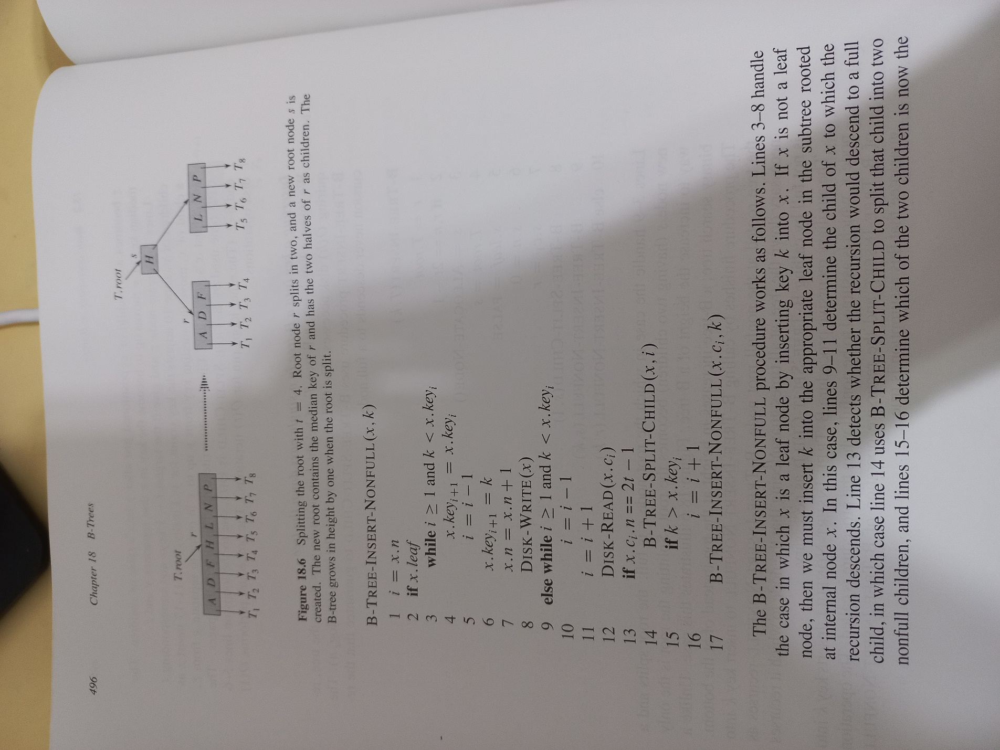 496 Chapter 18 B-Trees
T.root
r
A D F H L N P
T1 T2 T3 T4 T5 T6 T7 T8
T.root
s
H
r
A D F
L N P
T1 T2 T3 T4
T5 T6 T7 T8
Figure 18.6 Splitting the root with t = 4. Root node r splits in two, and a new root node s is
created. The new root contains the median key of r and has the two halves of r as children. The
B-tree grows in height by one when the root is split.
B-TREE-INSERT-NONFULL(x, k)
1 i = x.n
2 if x.leaf
3 while i ≥ 1 and k < x.keyᵢ
4 x.keyᵢ₊₁ = x.keyᵢ
5 i = i − 1
6 x.keyᵢ₊₁ = k
7 x.n = x.n + 1
8 DISK-WRITE(x)
9 else while i ≥ 1 and k < x.keyᵢ
10 i = i − 1
11 i = i + 1
12 DISK-READ(x.cᵢ)
13 if x.cᵢ.n == 2t − 1
14 B-TREE-SPLIT-CHILD(x, i)
15 if k > x.keyᵢ
16 i = i + 1
17 B-TREE-INSERT-NONFULL(x.cᵢ, k)
The B-TREE-INSERT-NONFULL procedure works as follows. Lines 3–8 handle
the case in which x is a leaf node by inserting key k into x. If x is not a leaf
node, then we must insert k into the appropriate leaf node in the subtree rooted
at internal node x. In this case, lines 9–11 determine the child of x to which the
recursion descends. Line 13 detects whether the recursion would descend to a full
child, in which case line 14 uses B-TREE-SPLIT-CHILD to split that child into two
nonfull children, and lines 15–16 determine which of the two children is now the